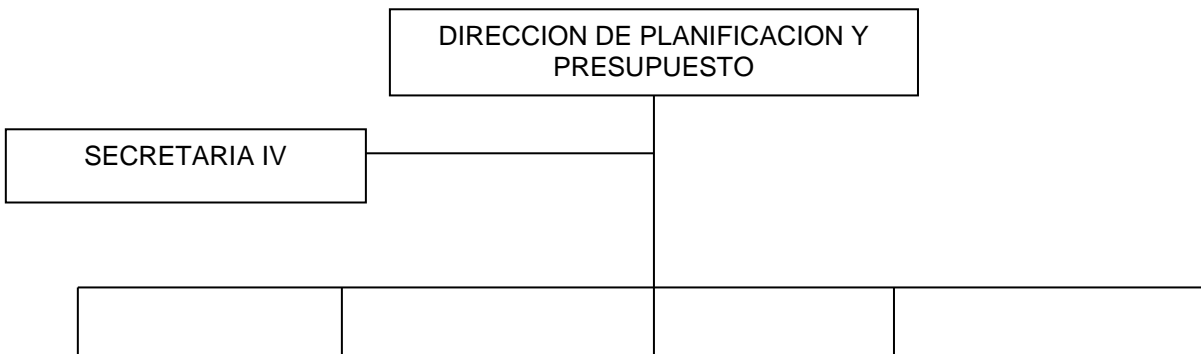 DIRECCION DE PLANIFICACION Y
PRESUPUESTO
SECRETARIA IV